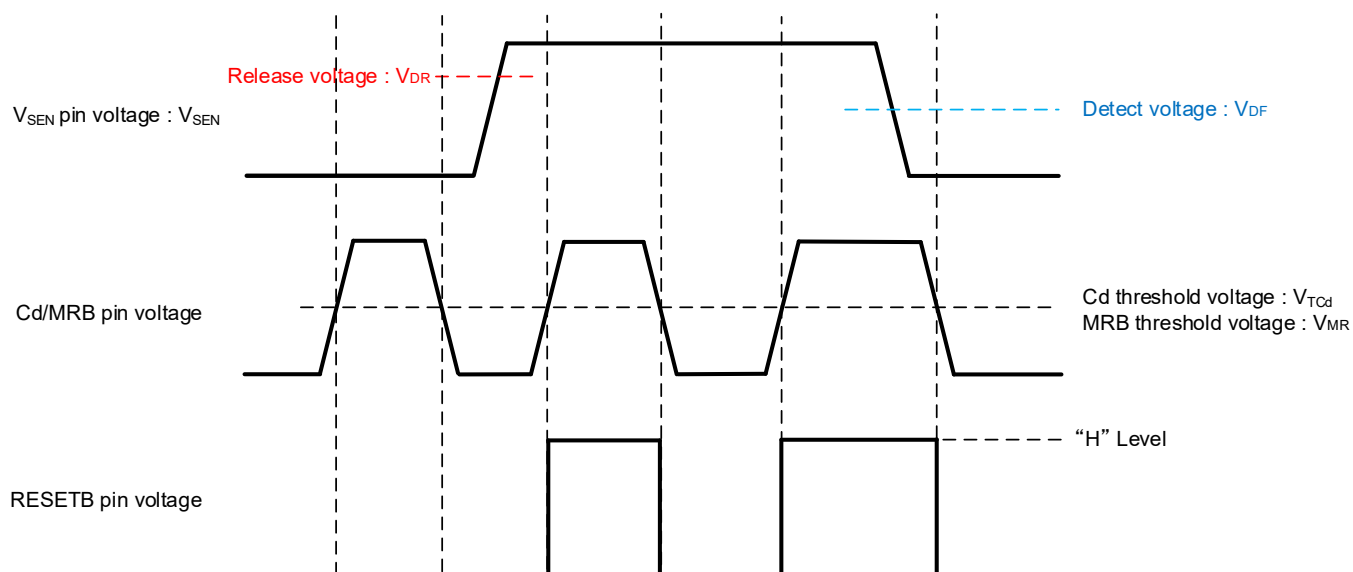 Release voltage : VDR
VSEN pin voltage : VSEN
Detect voltage : VDF
Cd/MRB pin voltage
Cd threshold voltage : VTCd
MRB threshold voltage : VMR
“H” Level
RESETB pin voltage